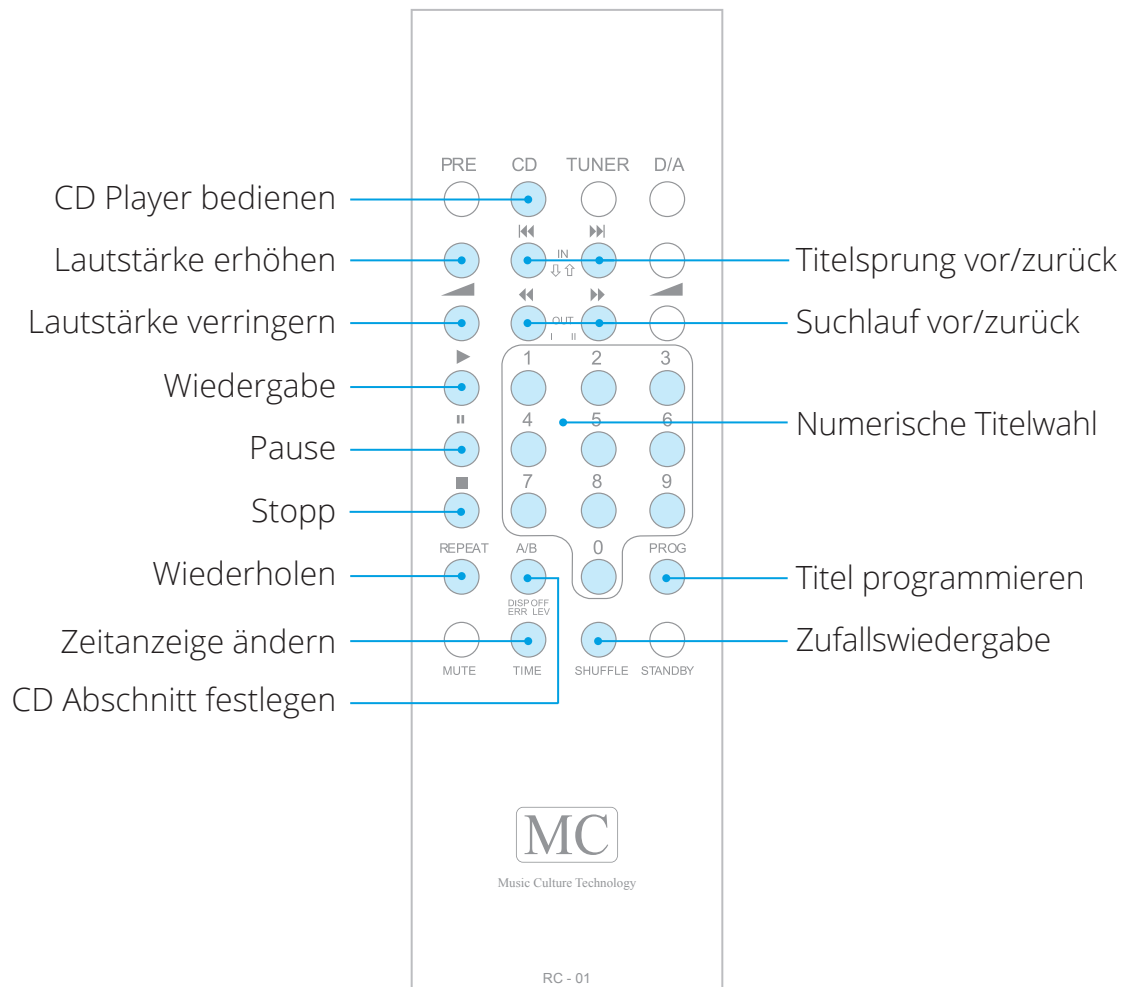 PRE CD TUNER D/A
CD Player bedienen
Lautstärke erhöhen IN Titelsprung vor/zurück
Lautstärke verringern OUT Suchlauf vor/zurück
I II
1 2 3
Wiedergabe
4 5 6 Numerische Titelwahl
Pause
7 8 9
Stopp
REPEAT A/B 0 PROG
Wiederholen Titel programmieren
DISP OFF
ERR LEV
Zeitanzeige ändern Zufallswiedergabe
MUTE TIME SHUFFLE STANDBY
CD Abschnitt festlegen
MC
Music Culture Technology
RC - 01